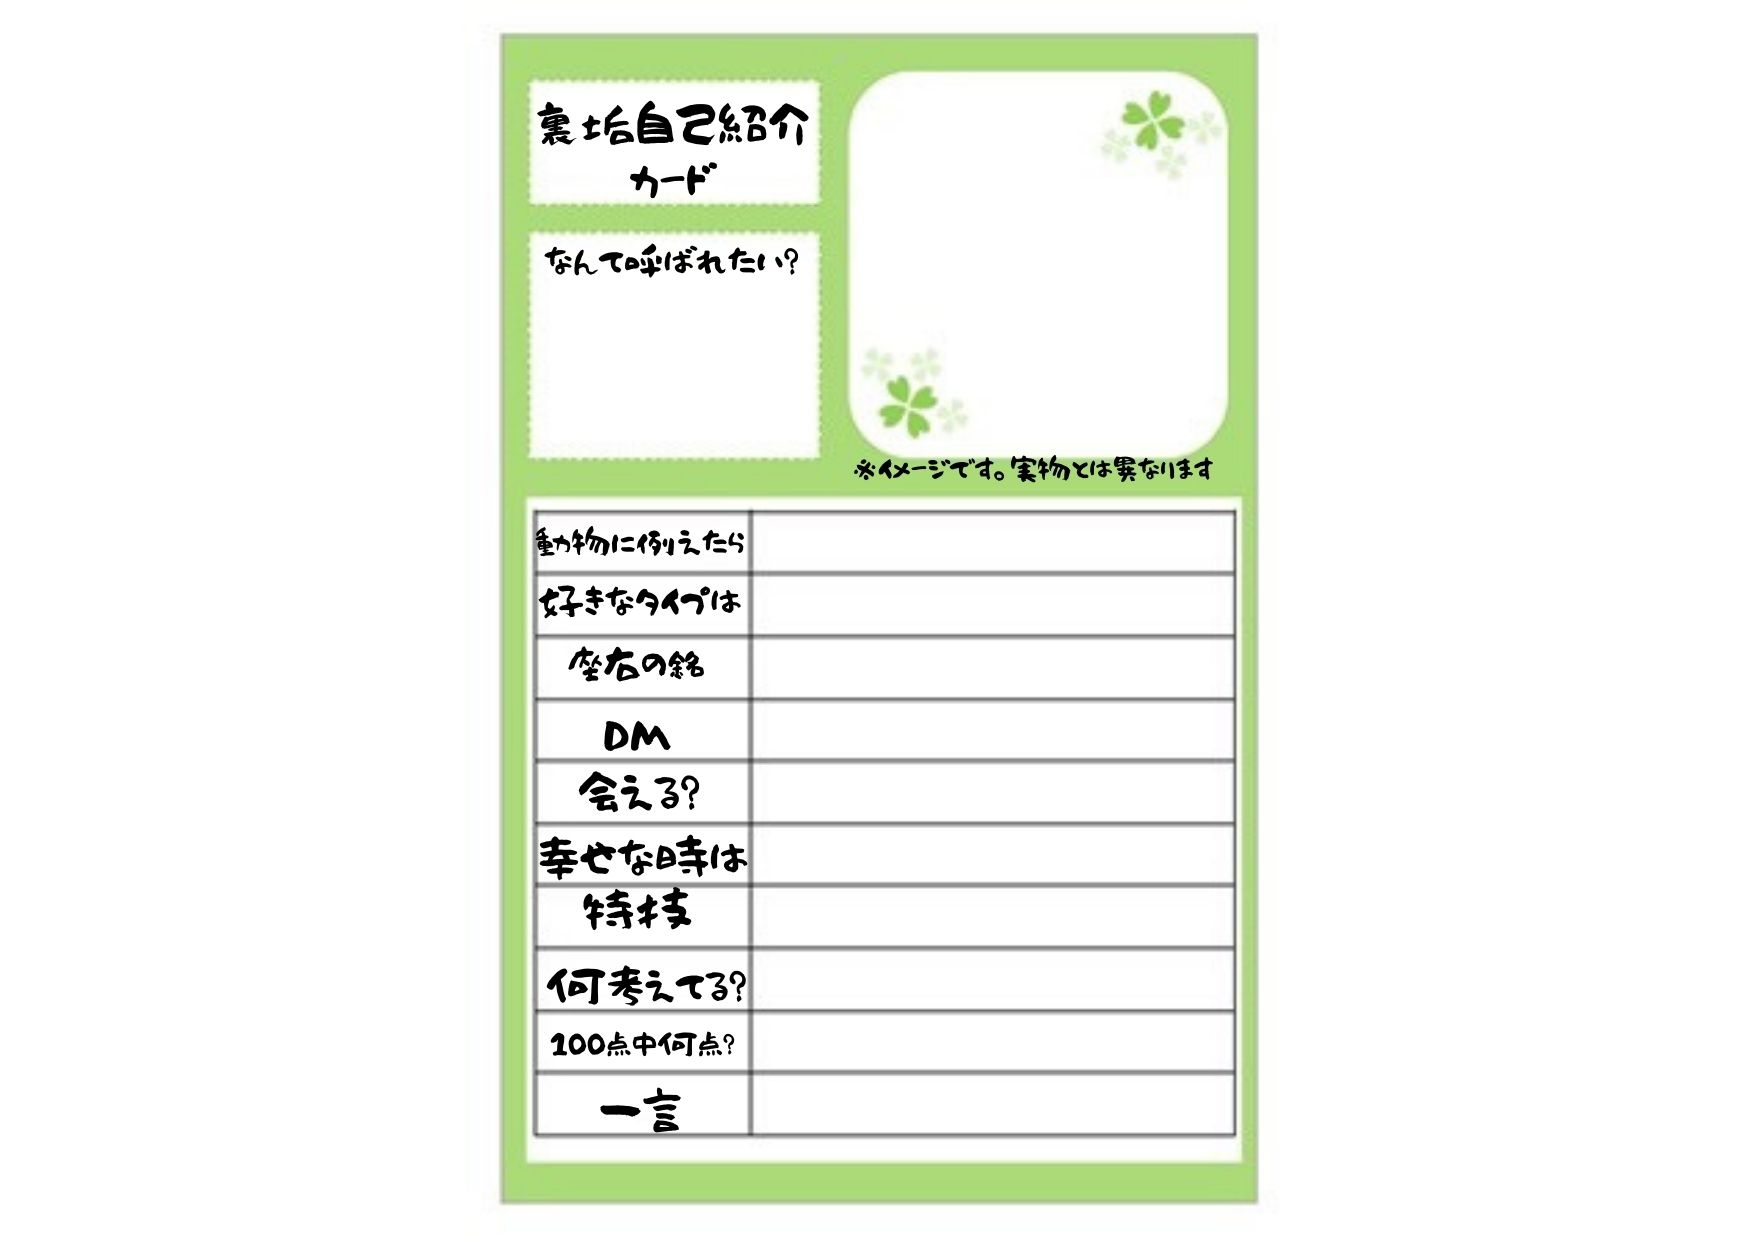 裏垢自己紹介
カード
なんて呼ばれたい?
※イメージです。実物とは異なります
動物に例えたら
好きなタイプは
座右の銘
DM
会える?
幸せな時は
特技
何考えてる?
100点中何点?
一言